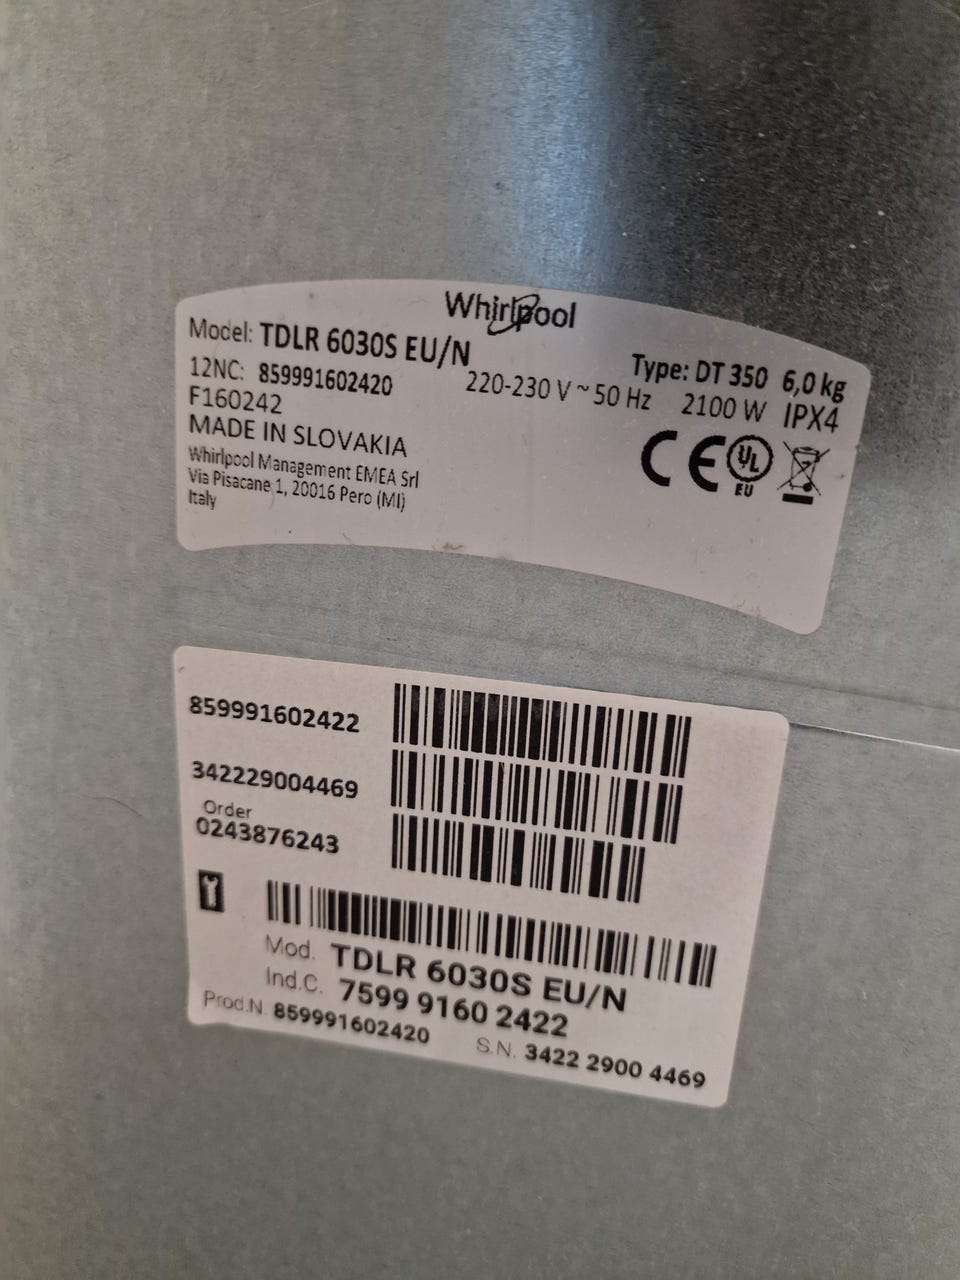 Whirlpool
Model: TDLR 6030S EU/N
Type: DT 350 6,0 kg
12NC: 859991602420
220-230 V ~ 50 Hz 2100 W IPX4
F160242
MADE IN SLOVAKIA
Whirlpool Management EMEA Srl
Via Pisacane 1, 20016 Pero (MI)
Italy
CE UL
EU
859991602422
342229004469
Order
0243876243
Mod. TDLR 6030S EU/N
Ind.C. 7599 9160 2422
Prod.N. 859991602420 S.N. 3422 2900 4469